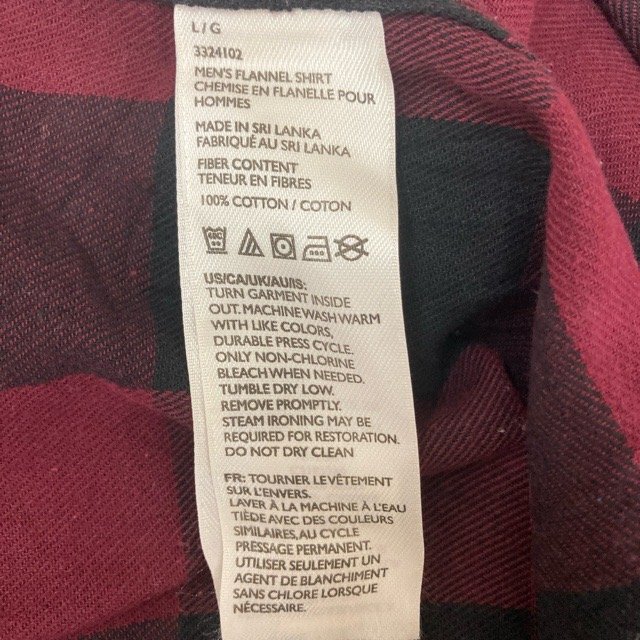 L / G
3324102
MEN'S FLANNEL SHIRT
CHEMISE EN FLANELLE POUR
HOMMES
MADE IN SRI LANKA
FABRIQUÉ AU SRI LANKA
FIBER CONTENT
TENEUR EN FIBRES
100% COTTON / COTON
US/CA/UK/AU/IS:
TURN GARMENT INSIDE
OUT. MACHINE WASH WARM
WITH LIKE COLORS,
DURABLE PRESS CYCLE.
ONLY NON-CHLORINE
BLEACH WHEN NEEDED.
TUMBLE DRY LOW.
REMOVE PROMPTLY.
STEAM IRONING MAY BE
REQUIRED FOR RESTORATION.
DO NOT DRY CLEAN
FR: TOURNER LE VÊTEMENT
SUR L'ENVERS.
LAVER À LA MACHINE À L'EAU
TIÈDE AVEC DES COULEURS
SIMILAIRES, AU CYCLE
PRESSAGE PERMANENT.
UTILISER SEULEMENT UN
AGENT DE BLANCHIMENT
SANS CHLORE LORSQUE
NÉCESSAIRE.